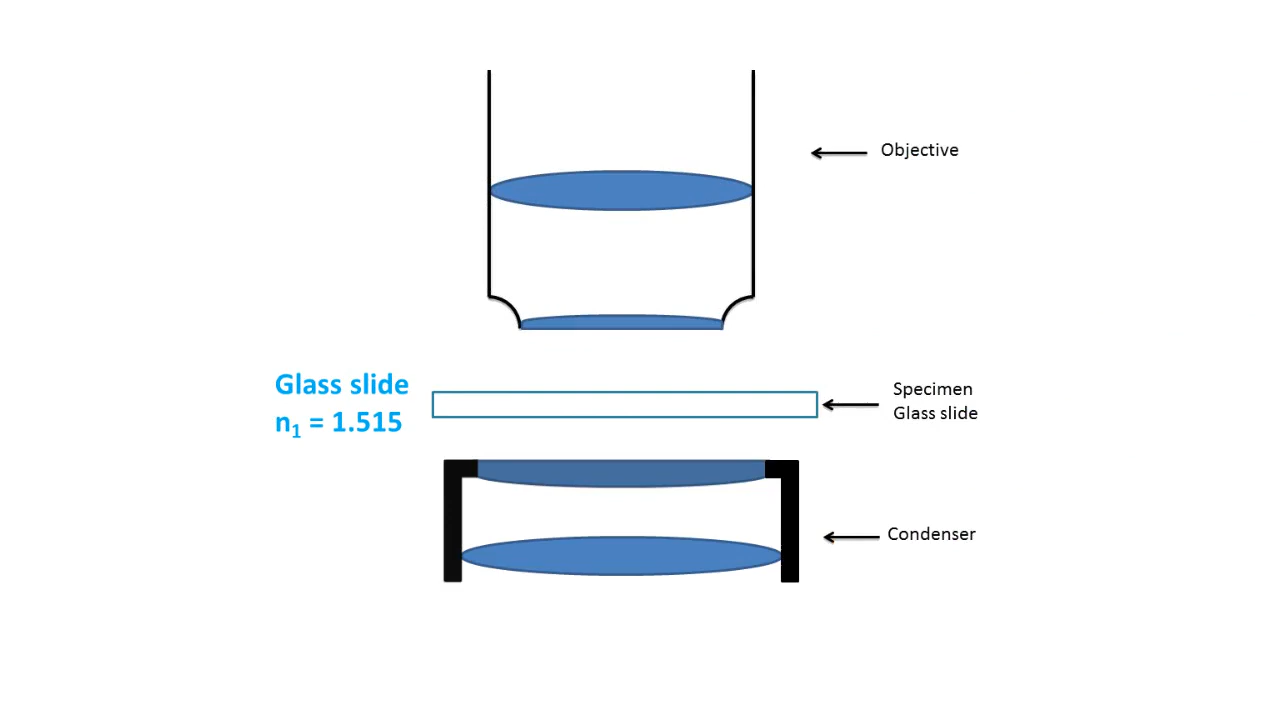 Objective
Glass slide
n₁ = 1.515
Specimen
Glass slide
Condenser